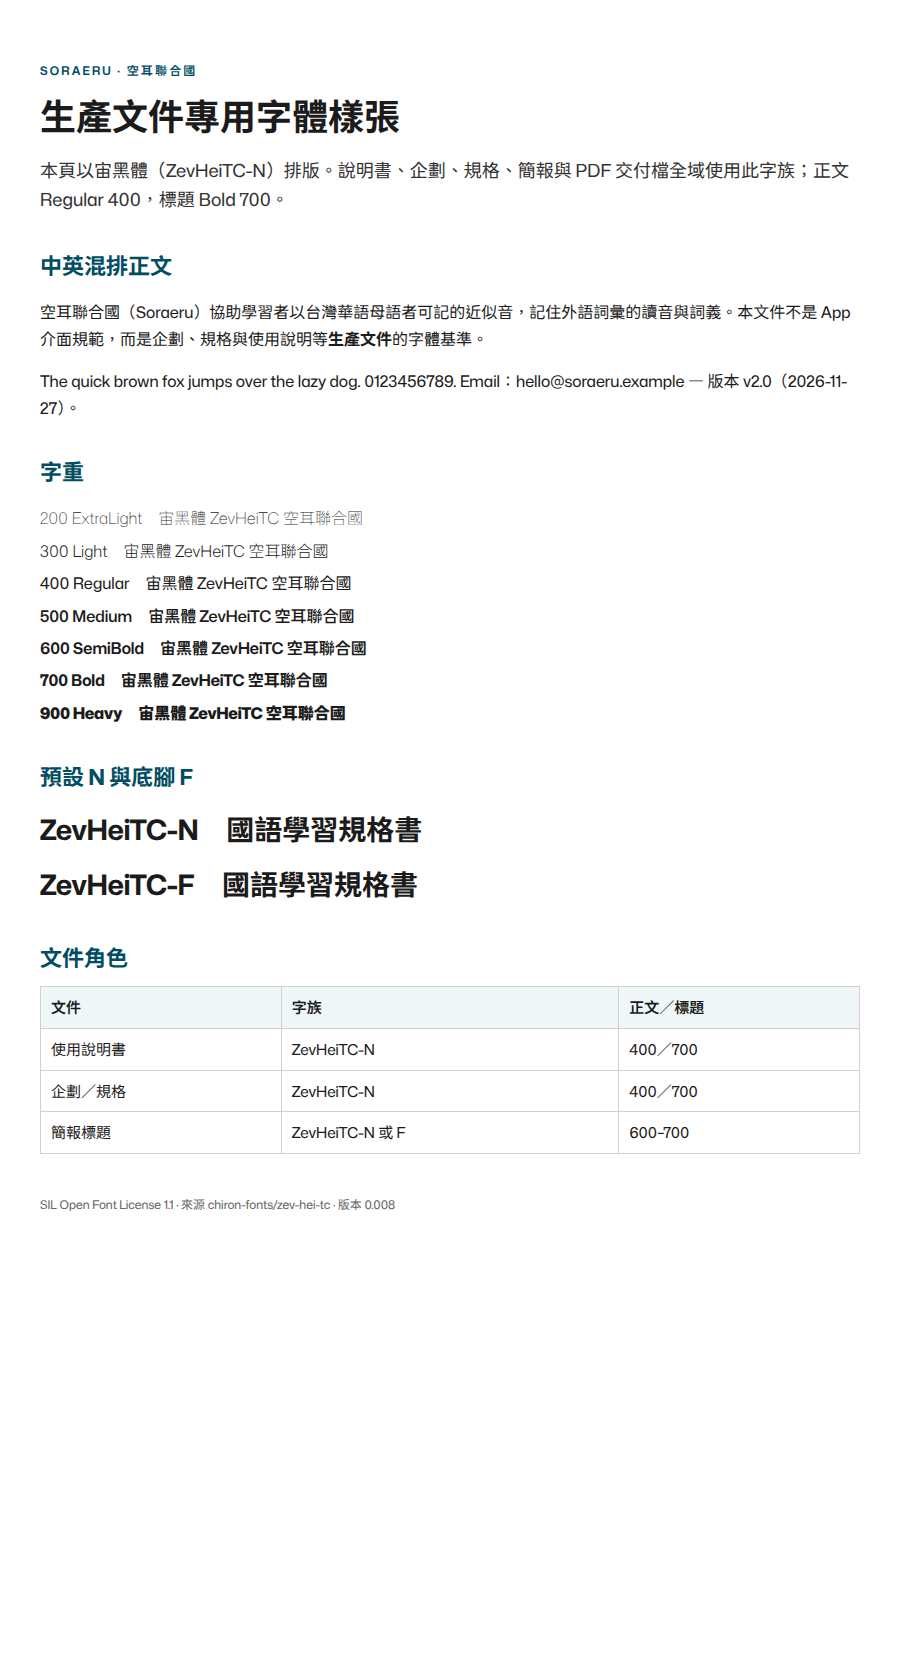 SORAERU · 空耳聯合國
生產文件專用字體樣張
本頁以宙黑體（ZevHeiTC-N）排版。說明書、企劃、規格、簡報與 PDF 交付檔全域使用此字族；正文
Regular 400，標題 Bold 700。
中英混排正文
空耳聯合國（Soraeru）協助學習者以台灣華語母語者可記的近似音，記住外語詞彙的讀音與詞義。本文件不是 App
介面規範，而是企劃、規格與使用說明等生產文件的字體基準。
The quick brown fox jumps over the lazy dog. 0123456789. Email：hello@soraeru.example — 版本 v2.0（2026-11-
27）。
字重
200 ExtraLight　宙黑體 ZevHeiTC 空耳聯合國
300 Light　宙黑體 ZevHeiTC 空耳聯合國
400 Regular　宙黑體 ZevHeiTC 空耳聯合國
500 Medium　宙黑體 ZevHeiTC 空耳聯合國
600 SemiBold　宙黑體 ZevHeiTC 空耳聯合國
700 Bold　宙黑體 ZevHeiTC 空耳聯合國
900 Heavy　宙黑體 ZevHeiTC 空耳聯合國
預設 N 與底腳 F
ZevHeiTC-N　國語學習規格書
ZevHeiTC-F　國語學習規格書
文件角色
文件　字族　正文／標題
使用說明書　ZevHeiTC-N　400／700
企劃／規格　ZevHeiTC-N　400／700
簡報標題　ZevHeiTC-N 或 F　600–700
SIL Open Font License 1.1 · 來源 chiron-fonts/zev-hei-tc · 版本 0.008